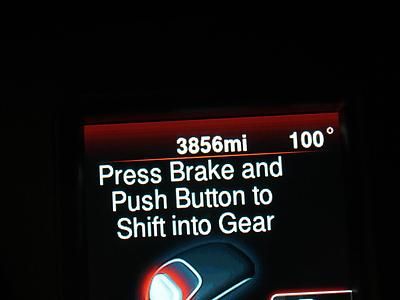 3856mi 100°
Press Brake and
Push Button to
Shift into Gear